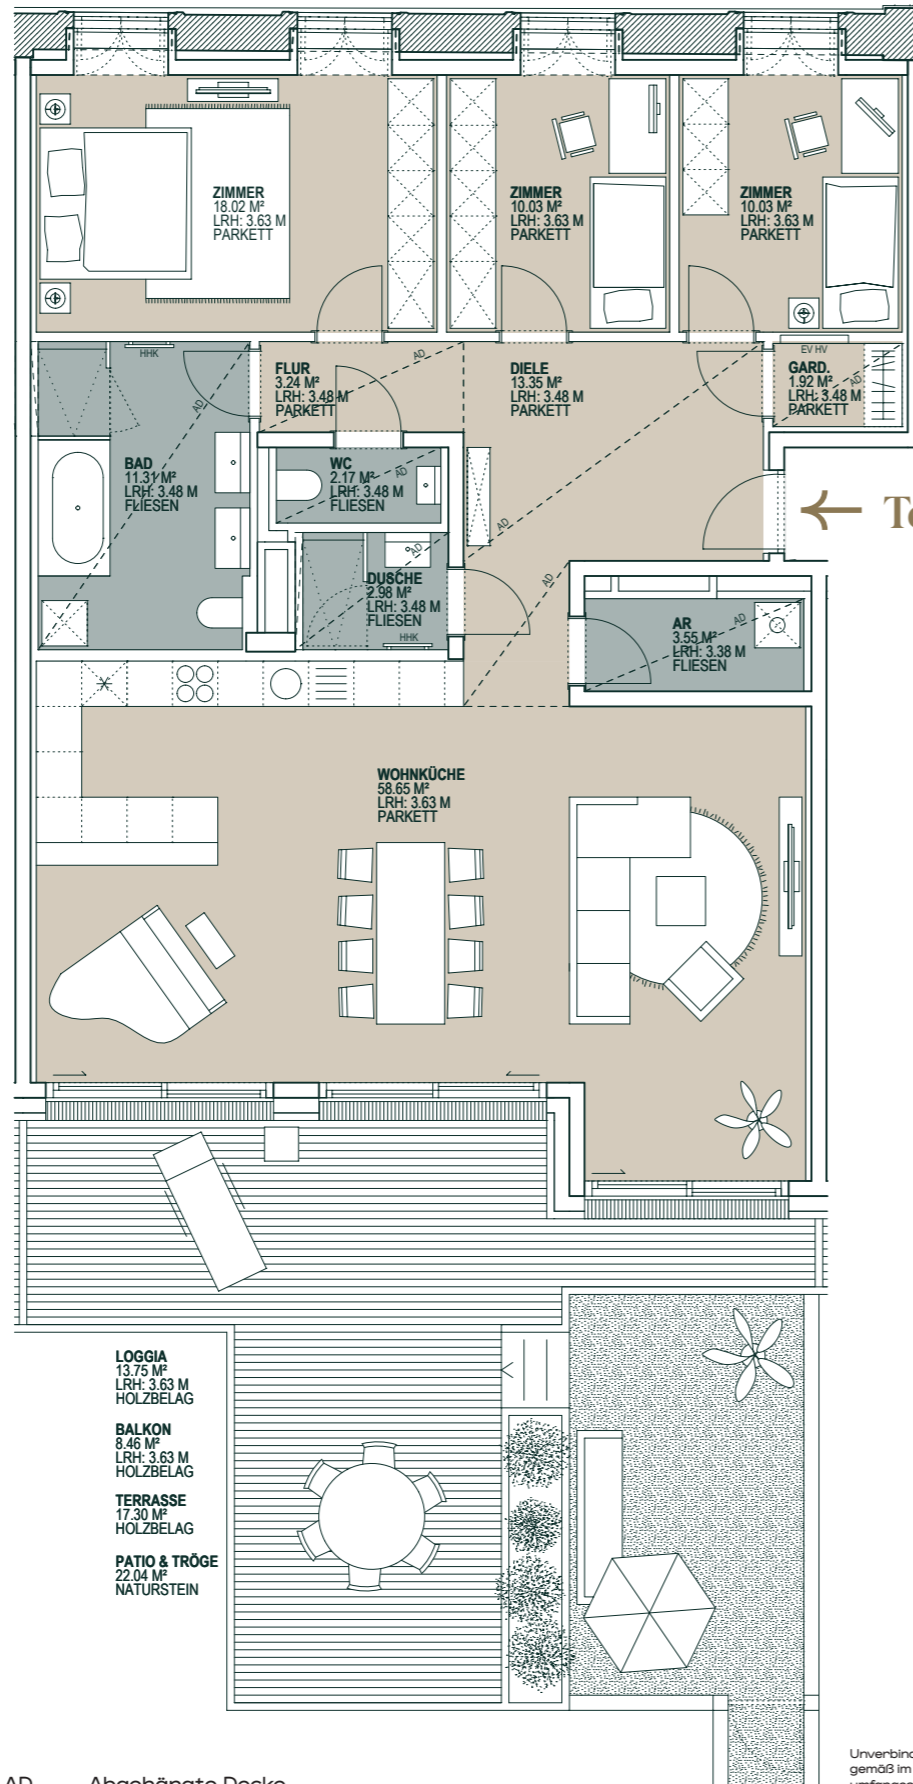 ZIMMER
18.02 M²
LRH: 3.63 M
PARKETT
ZIMMER
10.03 M²
LRH: 3.63 M
PARKETT
ZIMMER
10.03 M²
LRH: 3.63 M
PARKETT
HHK
FLUR
3.24 M²
LRH: 3.48 M
PARKETT
AD
DIELE
13.35 M²
LRH: 3.48 M
PARKETT
EV HV
GARD.
1.92 M²
LRH: 3.48 M
PARKETT
AD
AD
BAD
11.31 M²
LRH: 3.48 M
FLIESEN
WC
2.17 M²
LRH: 3.48 M
FLIESEN
AD
AD
DUSCHE
2.98 M²
LRH: 3.48 M
FLIESEN
AD
HHK
AD
AR
3.55 M²
LRH: 3.38 M
FLIESEN
AD
WOHNKÜCHE
58.65 M²
LRH: 3.63 M
PARKETT
LOGGIA
13.75 M²
LRH: 3.63 M
HOLZBELAG
BALKON
8.46 M²
LRH: 3.63 M
HOLZBELAG
TERRASSE
17.30 M²
HOLZBELAG
PATIO & TRÖGE
22.04 M²
NATURSTEIN
gemäß im